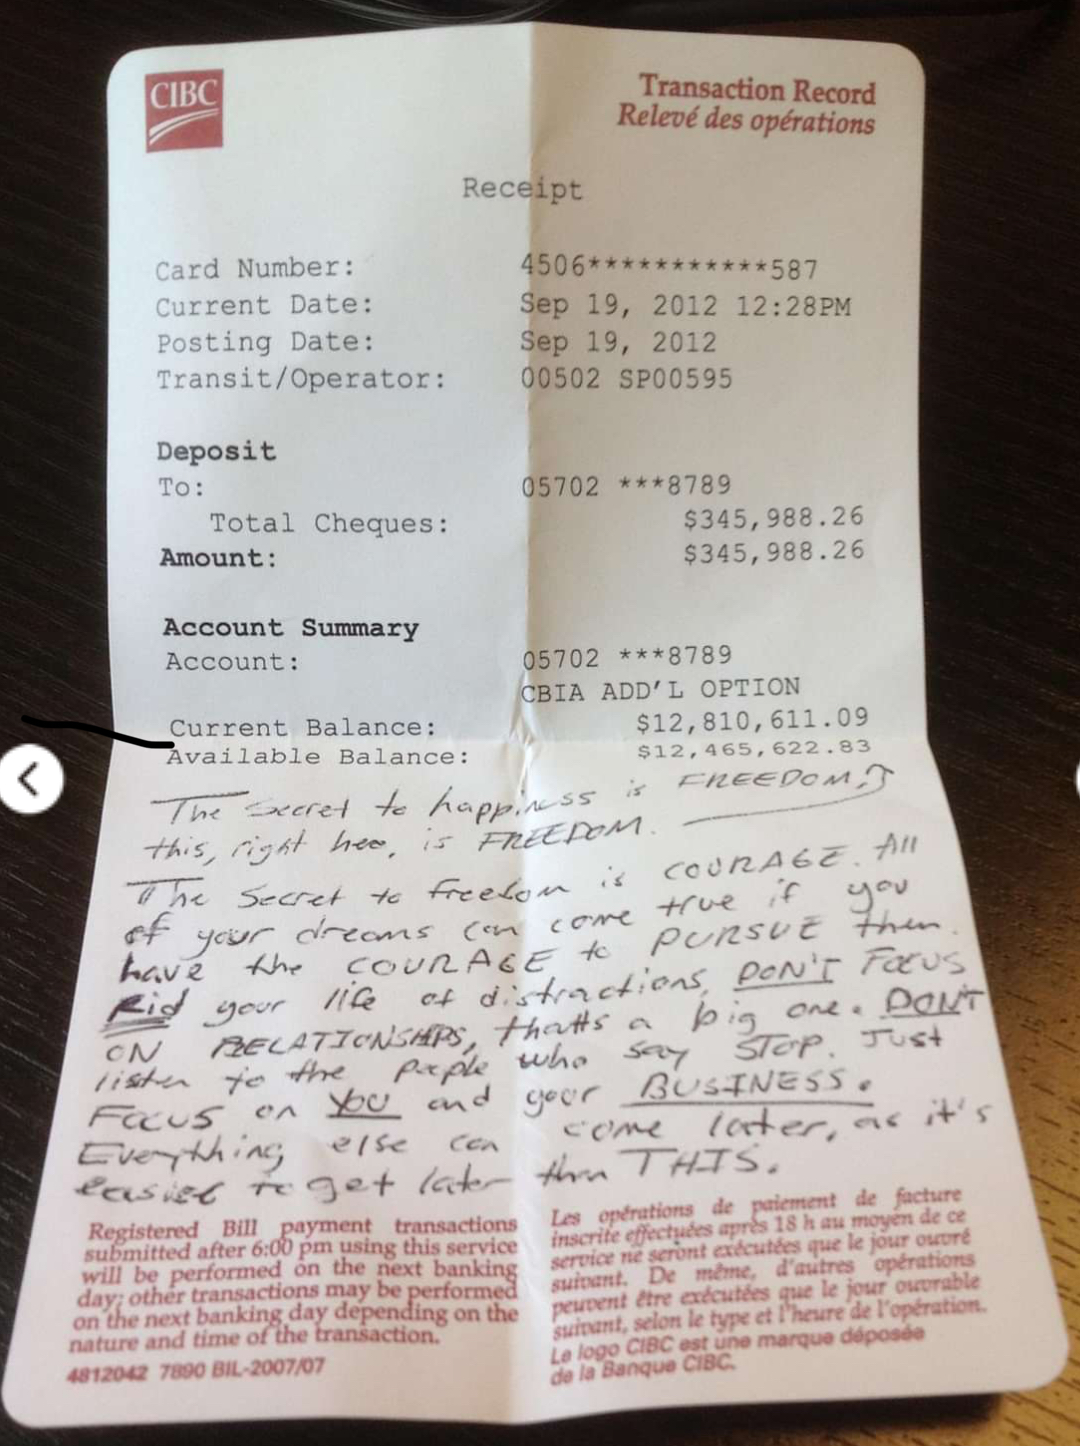 CIBC
Transaction Record
Relevé des opérations
Receipt
Card Number: 4506***********587
Current Date: Sep 19, 2012 12:28PM
Posting Date: Sep 19, 2012
Transit/Operator: 00502 SP00595
Deposit
To: 05702 ***8789
Total Cheques: $345,988.26
Amount: $345,988.26
Account Summary
Account: 05702 ***8789
CBIA ADD'L OPTION
Current Balance: $12,810,611.09
Available Balance: $12,465,622.83
The secret to happiness is FREEDOM,
this, right hee, is FREEDOM.
The secret to freedom is COURAGE. All
of your dreams can come true if you
have the COURAGE to PURSUE them.
Rid your life of distractions, DON'T FOCUS
ON RELATIONSHIPS, thatts a big one. DONT
listen to the people who say STOP. Just
FOCUS on YOU and your BUSINESS.
Everything else can come later, as it's
easier to get later then THIS.
Registered Bill payment transactions
submitted after 6:00 pm using this service
will be performed on the next banking
day; other transactions may be performed
on the next banking day depending on the
nature and time of the transaction.
4812042 7890 BIL-2007/07
Les opérations de paiement de facture
inscrite effectuées après 18 h au moyen de ce
service ne seront exécutées que le jour ouvré
suivant. De même, d'autres opérations
peuvent être exécutées que le jour ouvrable
suivant, selon le type et l'heure de l'opération.
Le logo CIBC est une marque déposée
de la Banque CIBC.